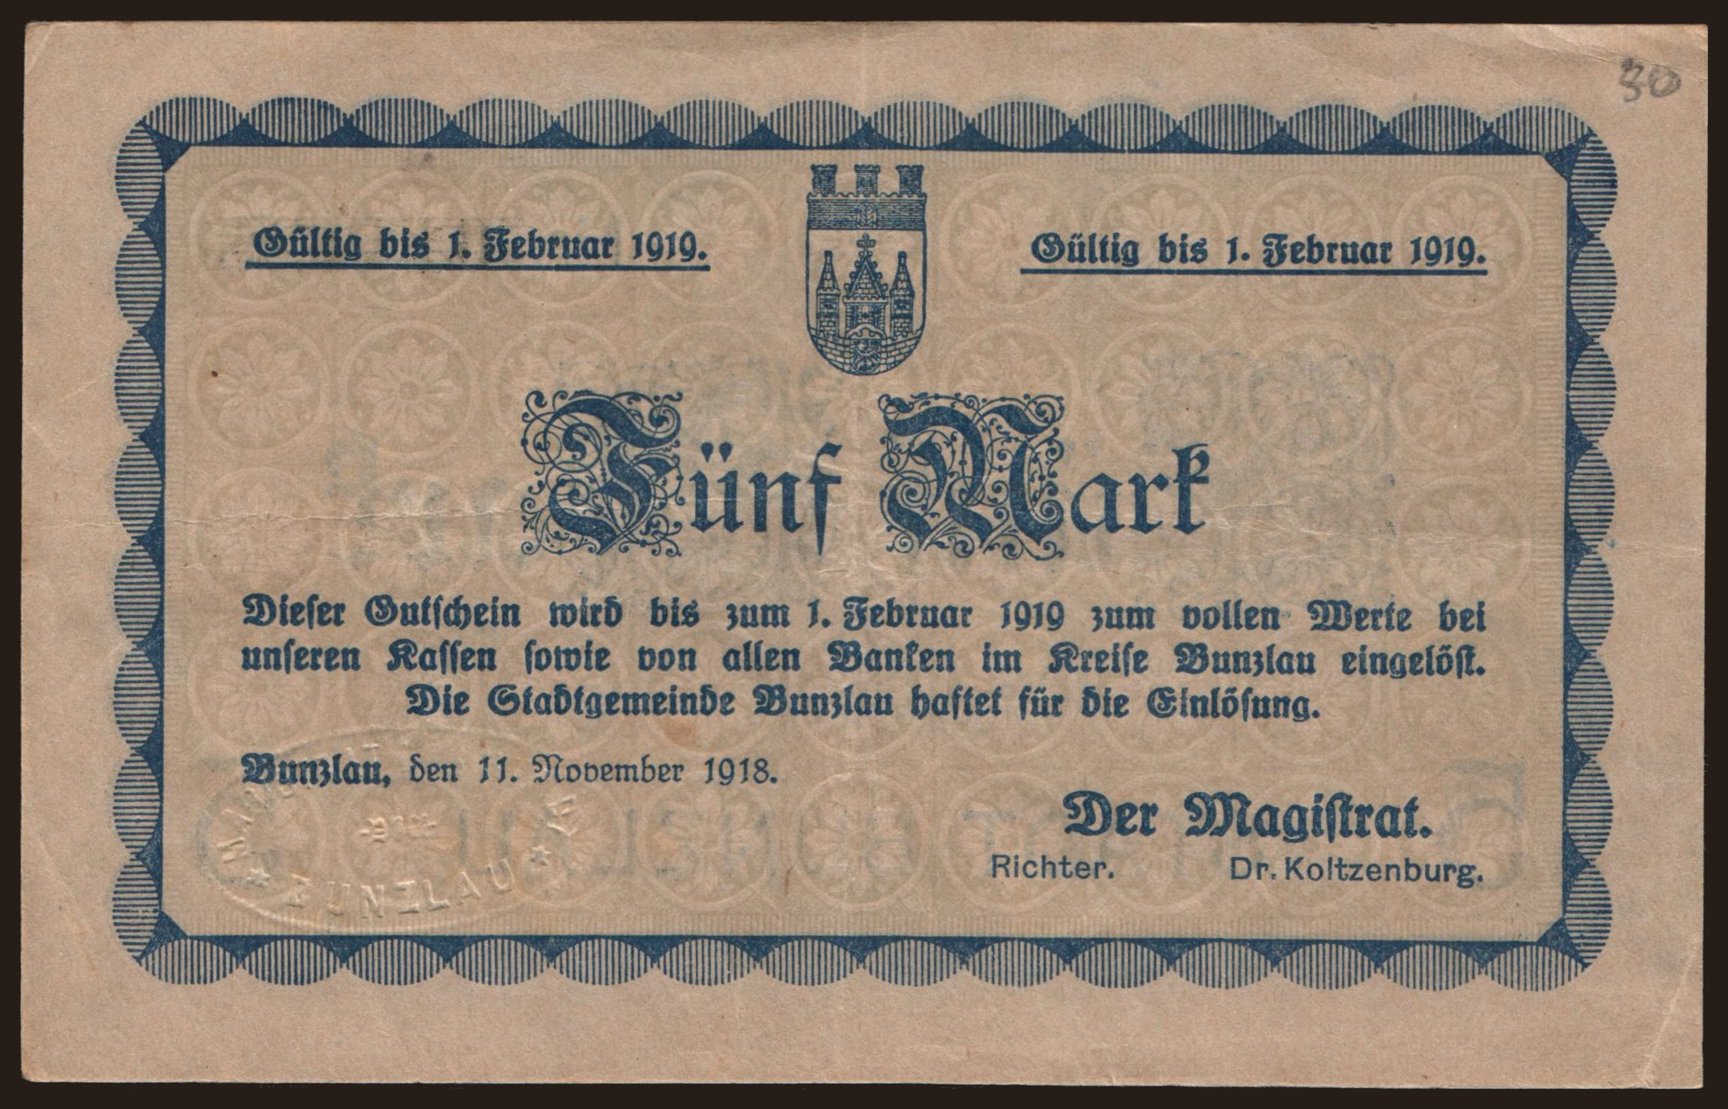 30
Gültig bis 1. Februar 1919.
Gültig bis 1. Februar 1919.
Fünf Mark
Dieser Gutschein wird bis zum 1. Februar 1919 zum vollen Werte bei
unseren Kassen sowie von allen Banken im Kreise Bunzlau eingelöst.
Die Stadtgemeinde Bunzlau haftet für die Einlösung.
Bunzlau, den 11. November 1918.
Der Magistrat.
Richter. Dr. Koltzenburg.
BUNZLAU